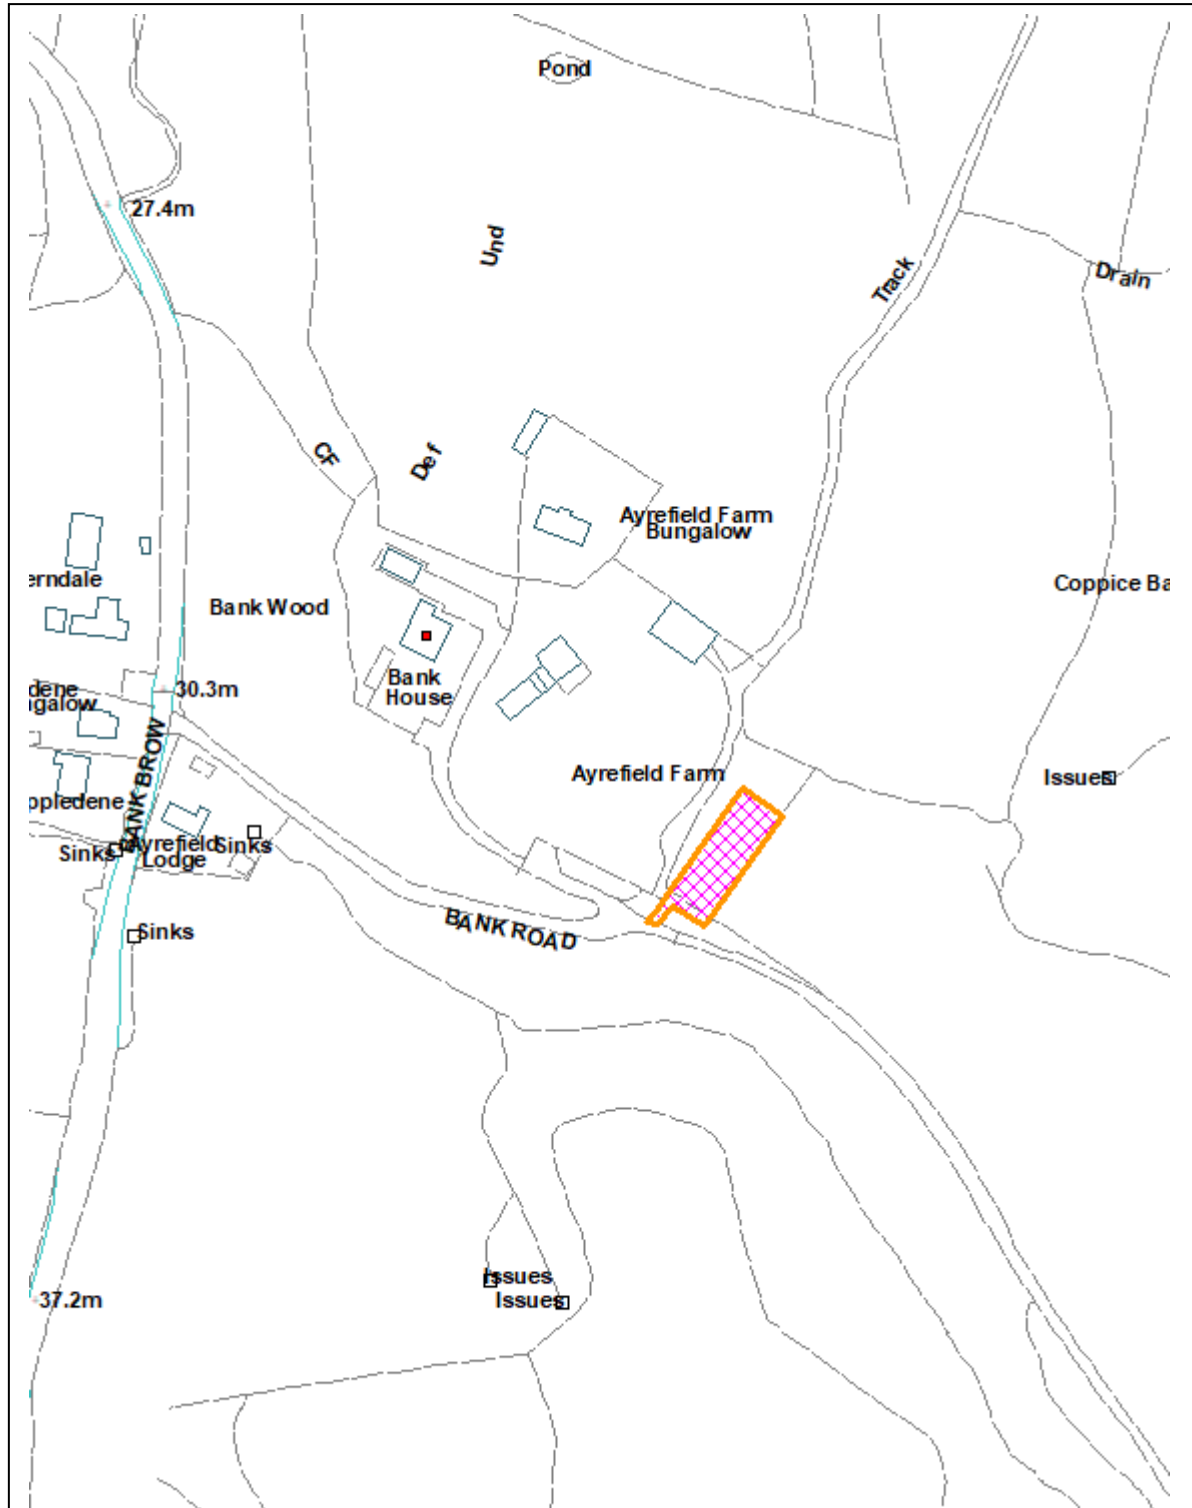 Pond
27.4m
Und
Track
Drain
CF
Def
Ayrefield Farm
Bungalow
erndale
Coppice Ba
Bank Wood
Bank
House
dene
ngalow
30.3m
BANK BROW
Ayrefield Farm
Issues
ppledene
Ayrefield
Lodge
Sinks
Sinks
BANK ROAD
Sinks
Issues
Issues
37.2m